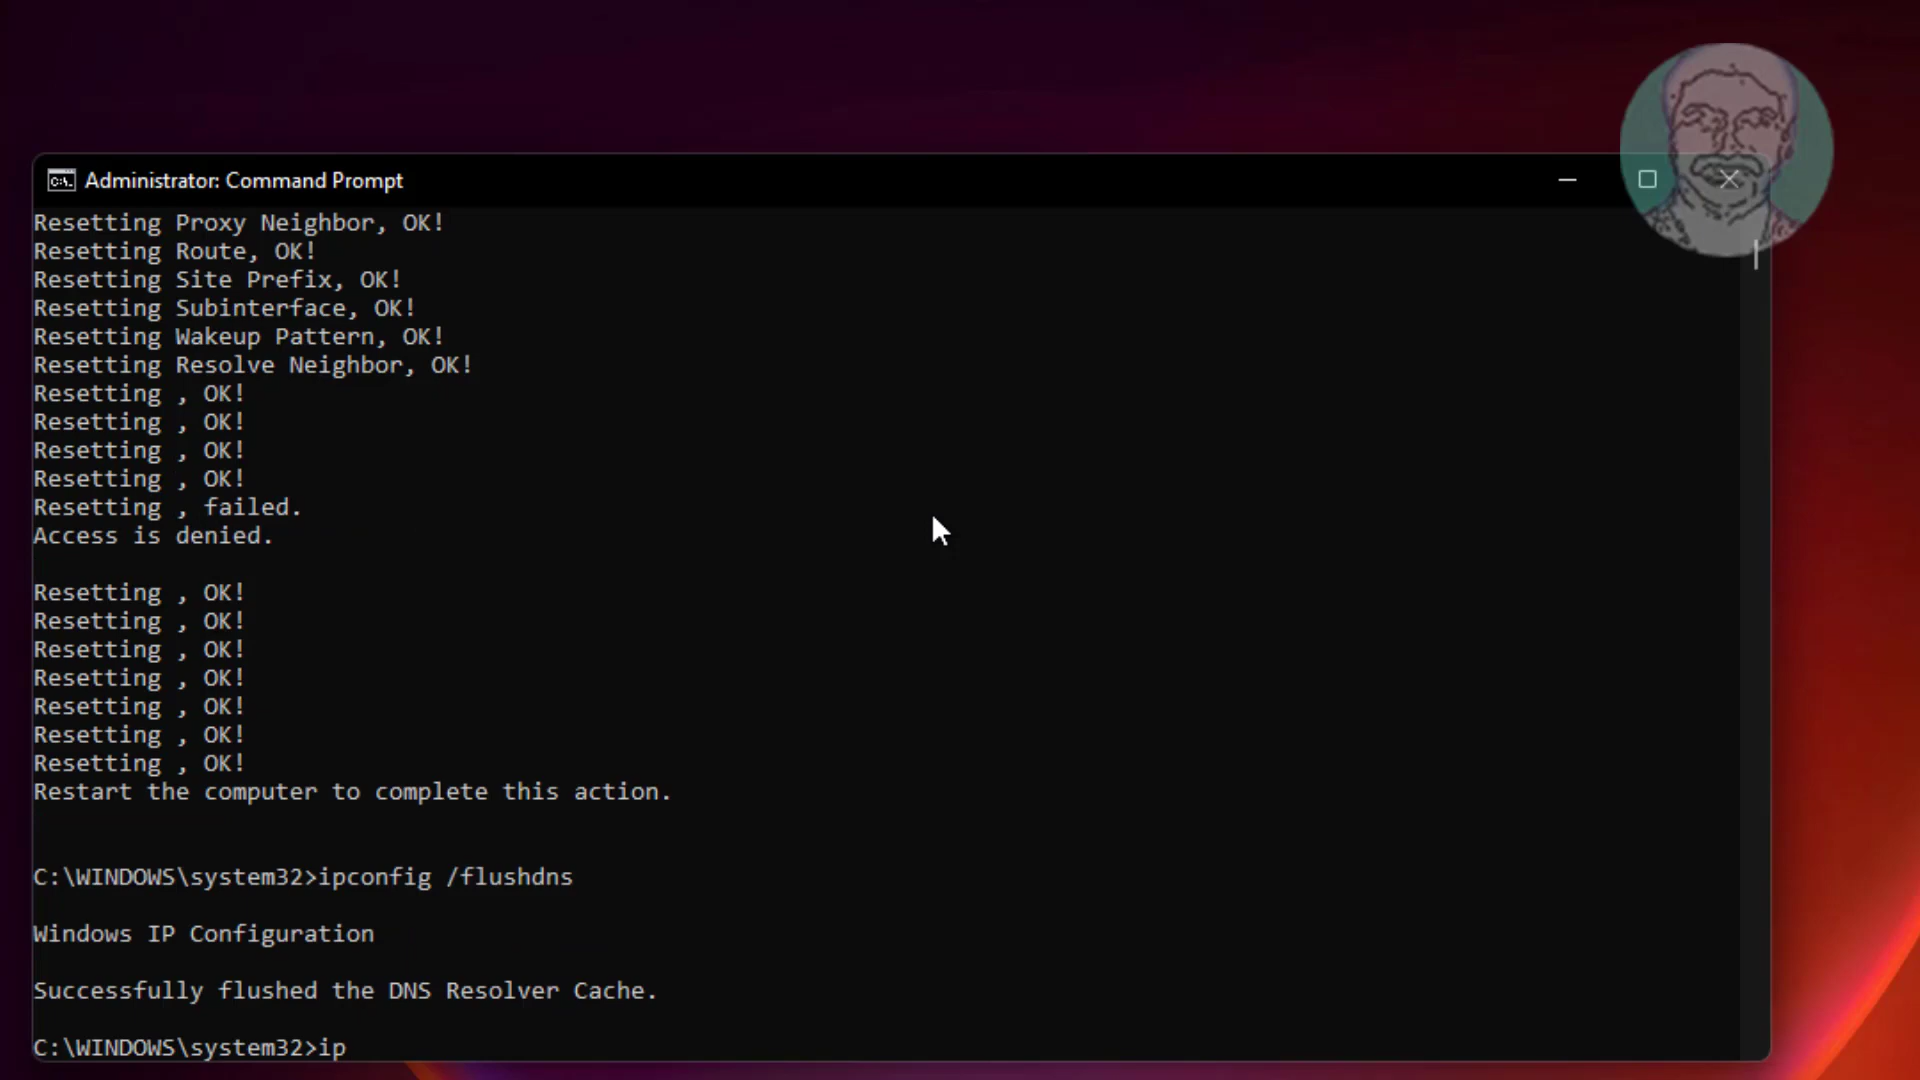 Administrator: Command Prompt
Resetting Proxy Neighbor, OK!
Resetting Route, OK!
Resetting Site Prefix, OK!
Resetting Subinterface, OK!
Resetting Wakeup Pattern, OK!
Resetting Resolve Neighbor, OK!
Resetting , OK!
Resetting , OK!
Resetting , OK!
Resetting , OK!
Resetting , failed.
Access is denied.
Resetting , OK!
Resetting , OK!
Resetting , OK!
Resetting , OK!
Resetting , OK!
Resetting , OK!
Resetting , OK!
Restart the computer to complete this action.
C:\WINDOWS\system32>ipconfig /flushdns
Windows IP Configuration
Successfully flushed the DNS Resolver Cache.
C:\WINDOWS\system32>ip